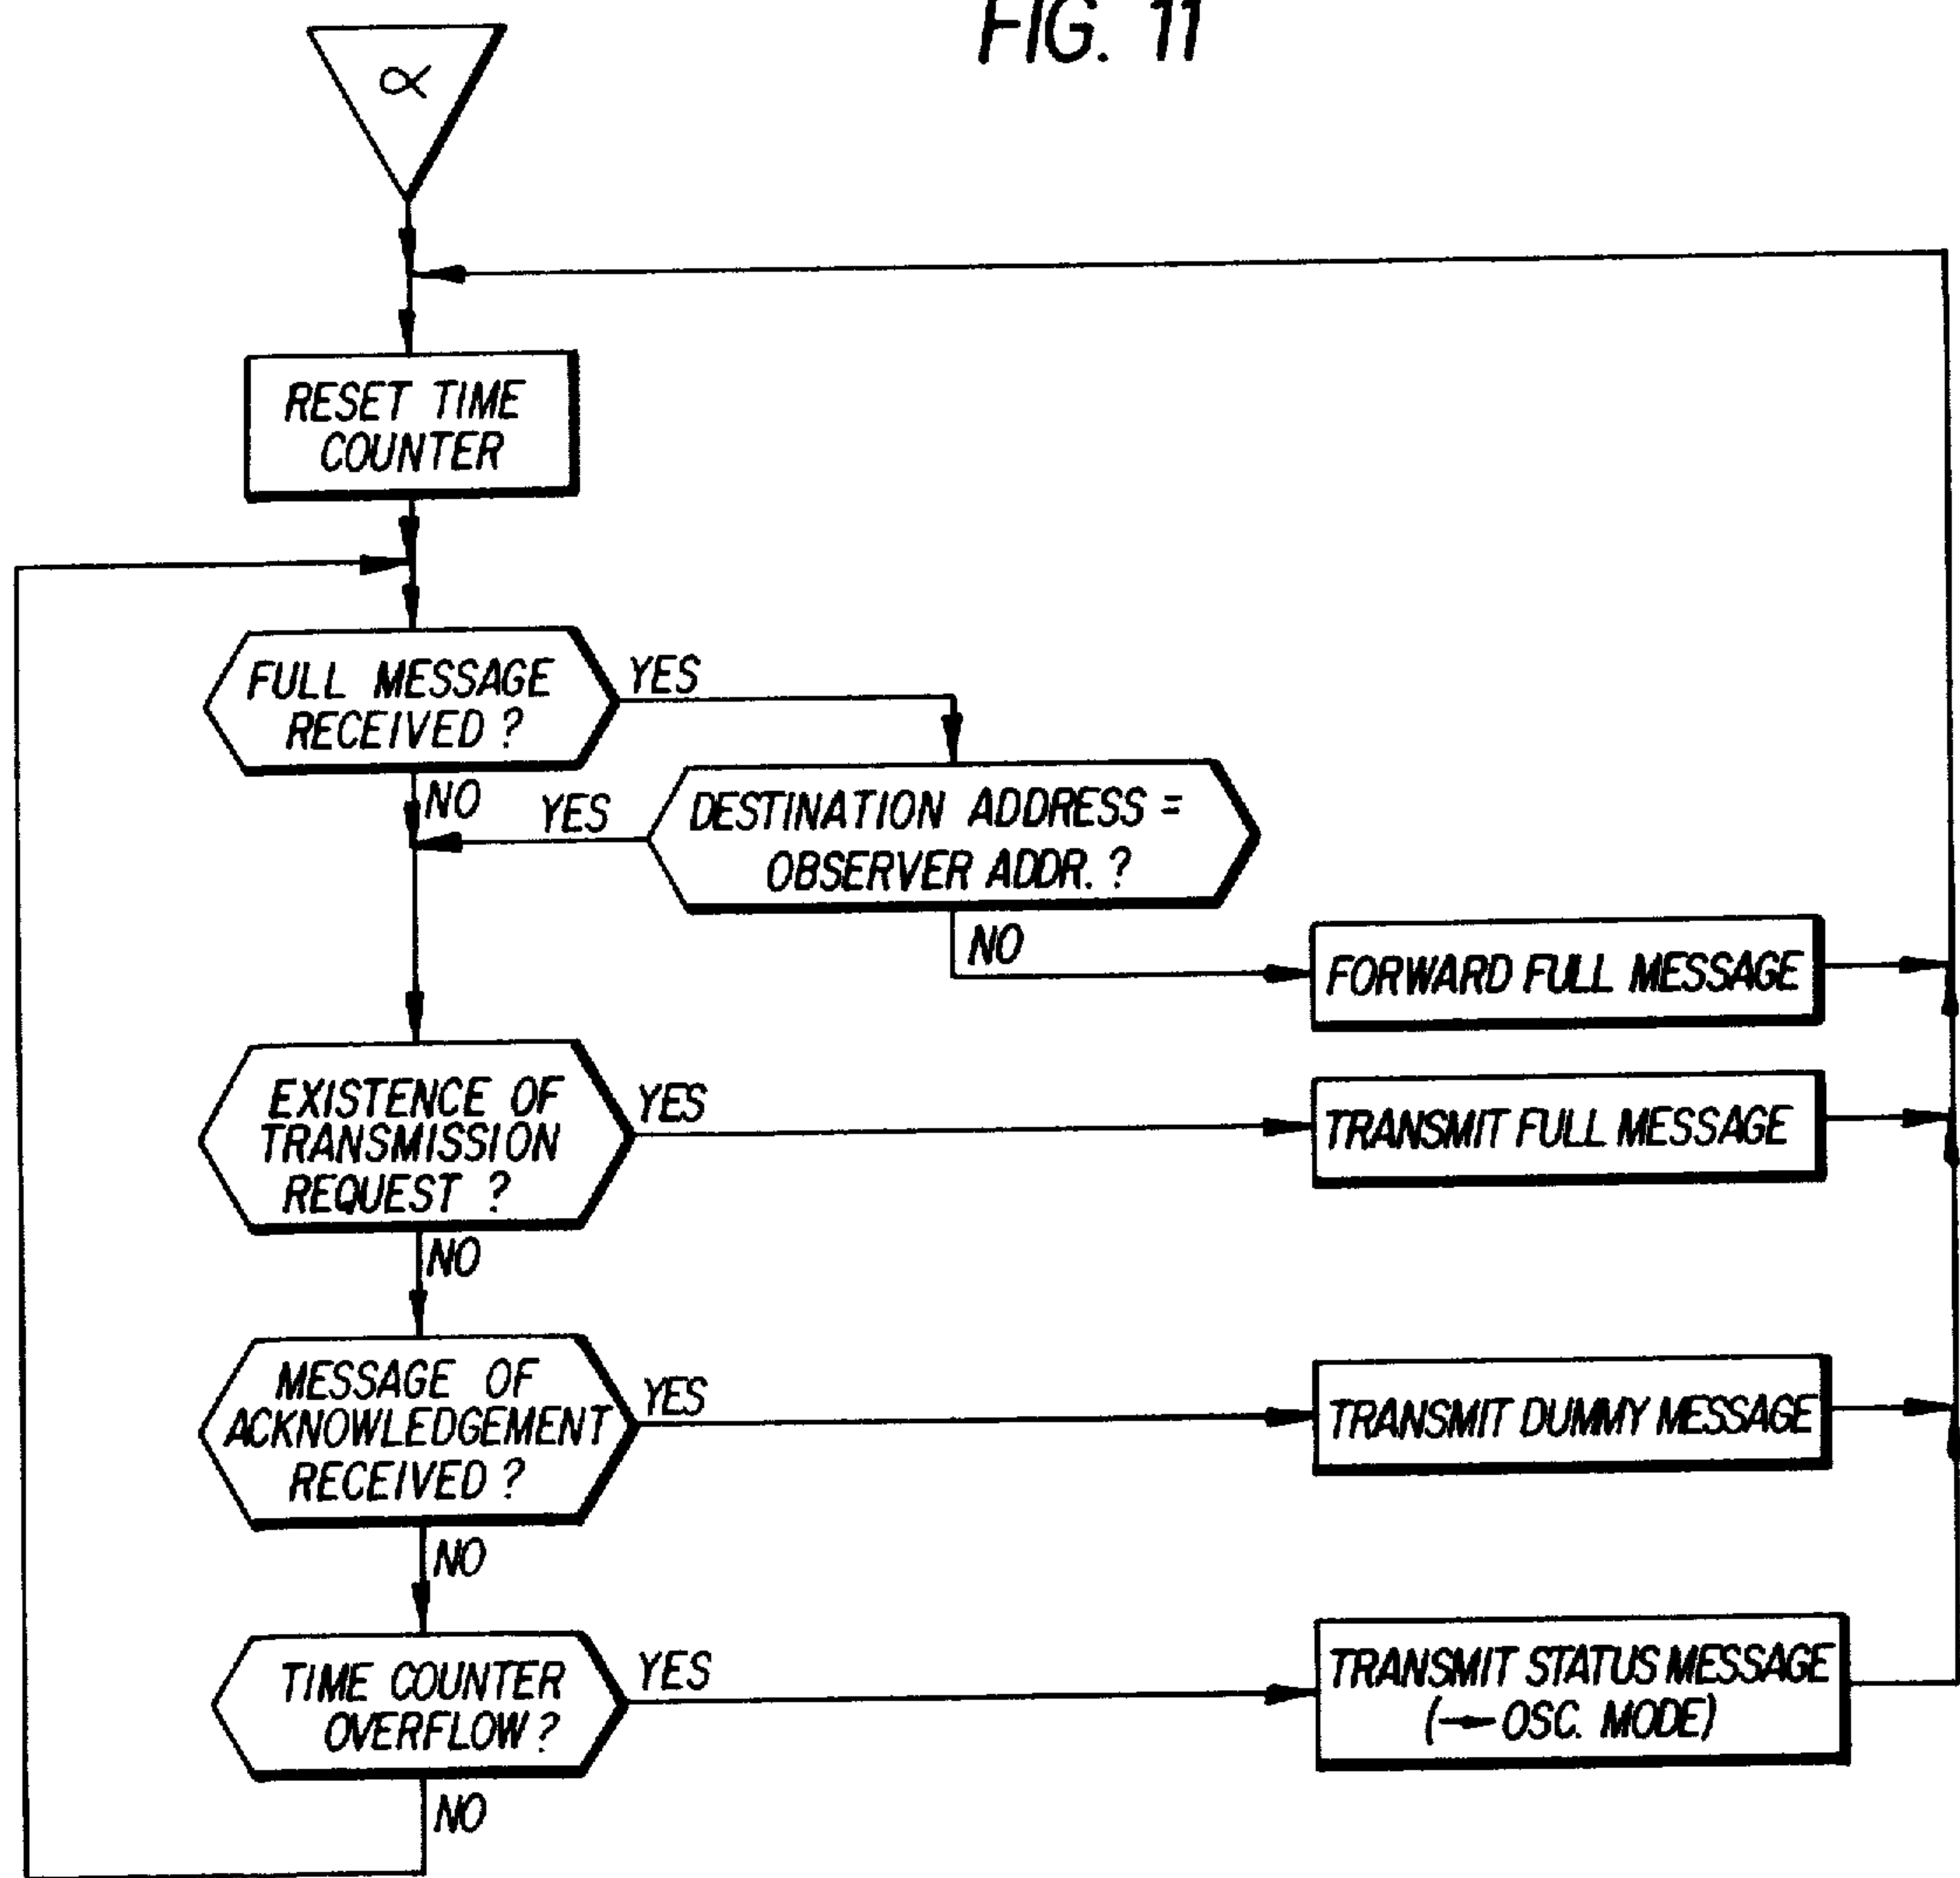 FIG. 11
α
RESET TIME
COUNTER
FULL MESSAGE
RECEIVED ?
YES
NO
YES
DESTINATION ADDRESS =
OBSERVER ADDR. ?
NO
FORWARD FULL MESSAGE
EXISTENCE OF
TRANSMISSION
REQUEST ?
YES
TRANSMIT FULL MESSAGE
NO
MESSAGE OF
ACKNOWLEDGEMENT
RECEIVED ?
YES
TRANSMIT DUMMY MESSAGE
NO
TIME COUNTER
OVERFLOW ?
YES
TRANSMIT STATUS MESSAGE
(→ OSC. MODE)
NO